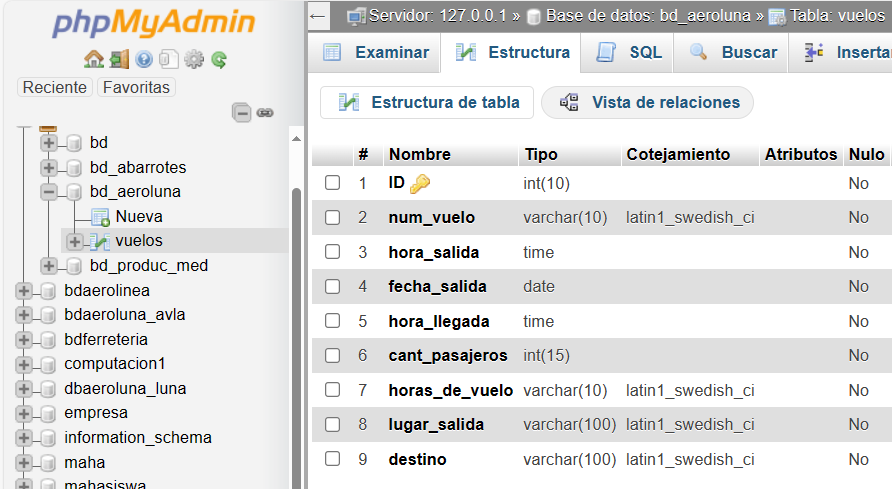 phpMyAdmin
Reciente Favoritas
bd
bd_abarrotes
bd_aeroluna
Nueva
vuelos
bd_produc_med
bdaerolinea
bdaeroluna_avla
bdferreteria
computacion1
dbaeroluna_luna
empresa
information_schema
maha
mahasiswa
← Servidor: 127.0.0.1 » Base de datos: bd_aeroluna » Tabla: vuelos
Examinar Estructura SQL Buscar Insertar
Estructura de tabla Vista de relaciones
# Nombre Tipo Cotejamiento Atributos Nulo
1 ID int(10) No
2 num_vuelo varchar(10) latin1_swedish_ci No
3 hora_salida time No
4 fecha_salida date No
5 hora_llegada time No
6 cant_pasajeros int(15) No
7 horas_de_vuelo varchar(10) latin1_swedish_ci No
8 lugar_salida varchar(100) latin1_swedish_ci No
9 destino varchar(100) latin1_swedish_ci No